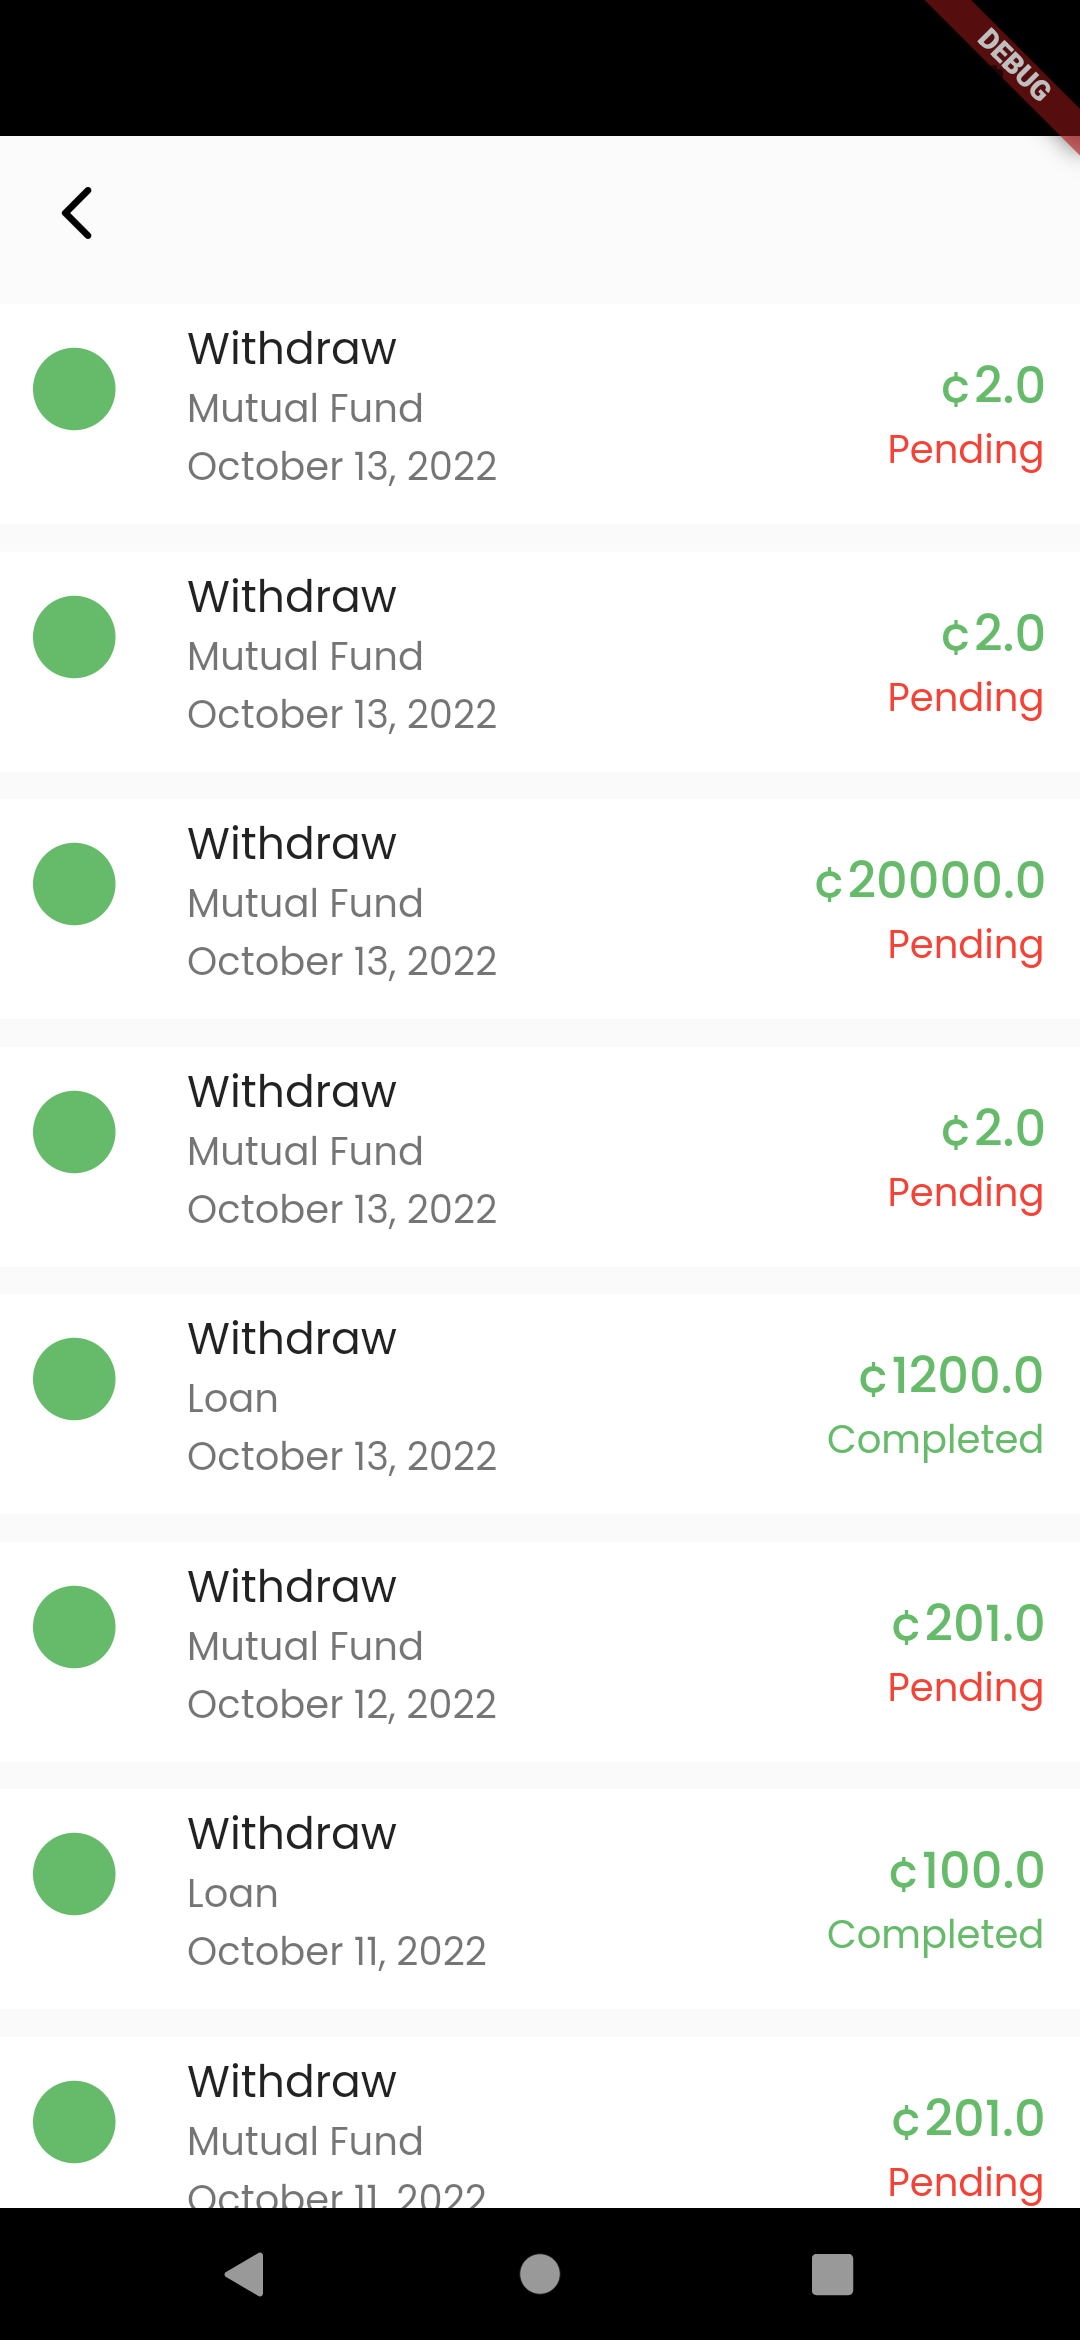 DEBUG
Withdraw
Mutual Fund
October 13, 2022
¢2.0
Pending
Withdraw
Mutual Fund
October 13, 2022
¢2.0
Pending
Withdraw
Mutual Fund
October 13, 2022
¢20000.0
Pending
Withdraw
Mutual Fund
October 13, 2022
¢2.0
Pending
Withdraw
Loan
October 13, 2022
¢1200.0
Completed
Withdraw
Mutual Fund
October 12, 2022
¢201.0
Pending
Withdraw
Loan
October 11, 2022
¢100.0
Completed
Withdraw
Mutual Fund
October 11, 2022
¢201.0
Pending